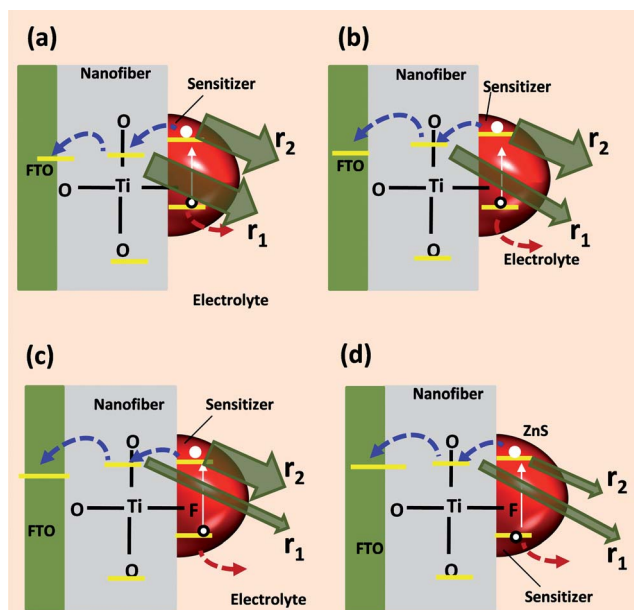 (a)
Nanofiber
Sensitizer
O
r₂
FTO
O
Ti
r₁
O
Electrolyte
(b)
Nanofiber
Sensitizer
O
r₂
FTO
O
Ti
r₁
O
Electrolyte
(c)
Nanofiber
Sensitizer
O
r₂
O
Ti
F
r₁
FTO
O
Electrolyte
(d)
Nanofiber
ZnS
O
r₂
O
Ti
F
r₁
FTO
O
Sensitizer